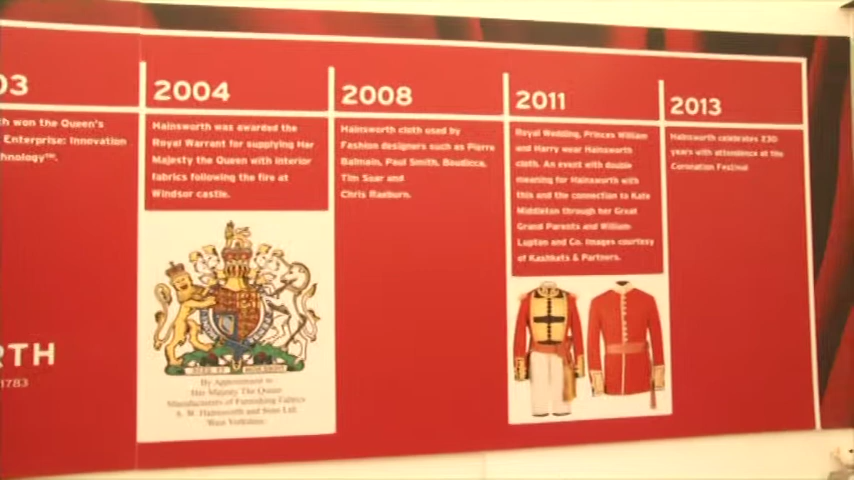 03
th won the Queen's
Enterprise: Innovation
hnology™.
RTH
1783
2004
Hainsworth was awarded the
Royal Warrant for supplying Her
Majesty the Queen with interior
fabrics following the fire at
Windsor castle.
By Appointment to
Her Majesty The Queen
Manufacturers of Furnishing Fabrics
A. W. Hainsworth and Sons Ltd.
West Yorkshire.
2008
Hainsworth cloth used by
Fashion designers such as Pierre
Balmain, Paul Smith, Boudicca,
Tim Soar and
Chris Raeburn.
2011
Royal Wedding, Princes William
and Harry wear Hainsworth
cloth. An event with double
meaning for Hainsworth with
this and the connection to Kate
Middleton through her Great
Grand Parents and William
Lupton and Co. Images courtesy
of Kashkets & Partners.
2013
Hainsworth celebrates 230
years with attendance at the
Coronation Festival